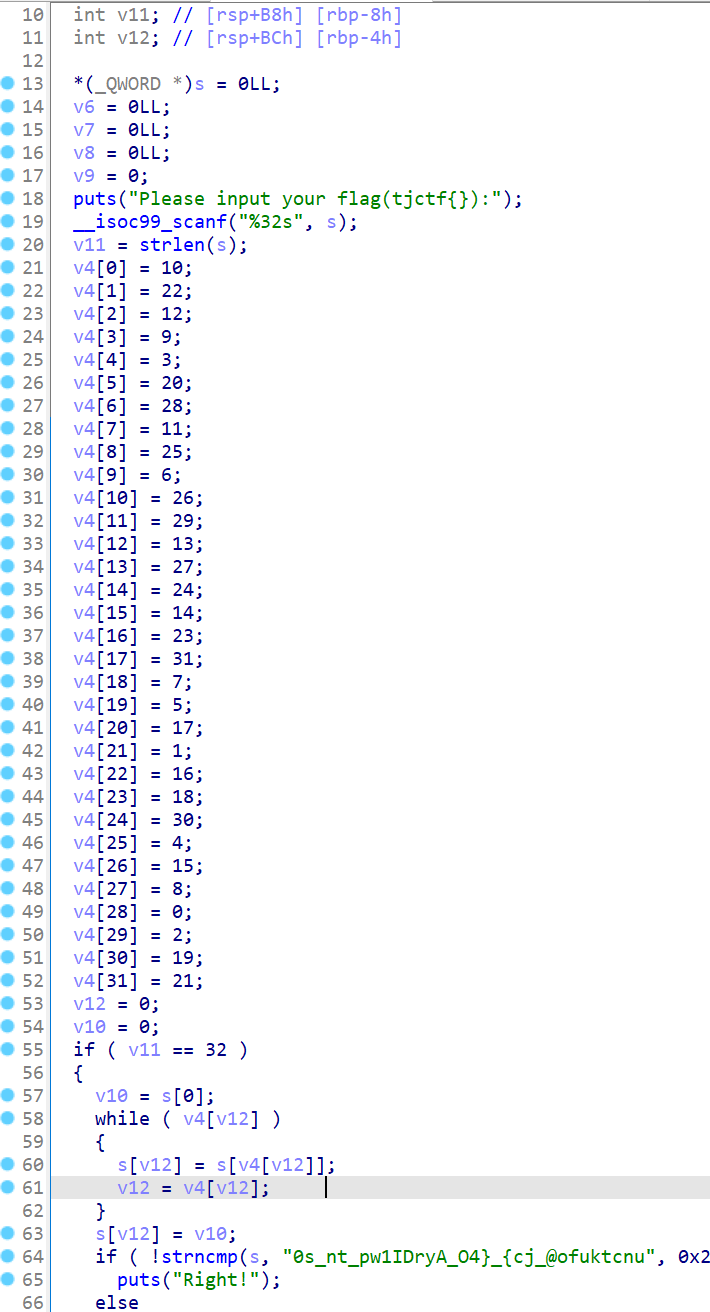 10 int v11; // [rsp+B8h] [rbp-8h]
11 int v12; // [rsp+BCh] [rbp-4h]
12
13 *(_QWORD *)s = 0LL;
14 v6 = 0LL;
15 v7 = 0LL;
16 v8 = 0LL;
17 v9 = 0;
18 puts("Please input your flag(tjctf{}):");
19 __isoc99_scanf("%32s", s);
20 v11 = strlen(s);
21 v4[0] = 10;
22 v4[1] = 22;
23 v4[2] = 12;
24 v4[3] = 9;
25 v4[4] = 3;
26 v4[5] = 20;
27 v4[6] = 28;
28 v4[7] = 11;
29 v4[8] = 25;
30 v4[9] = 6;
31 v4[10] = 26;
32 v4[11] = 29;
33 v4[12] = 13;
34 v4[13] = 27;
35 v4[14] = 24;
36 v4[15] = 14;
37 v4[16] = 23;
38 v4[17] = 31;
39 v4[18] = 7;
40 v4[19] = 5;
41 v4[20] = 17;
42 v4[21] = 1;
43 v4[22] = 16;
44 v4[23] = 18;
45 v4[24] = 30;
46 v4[25] = 4;
47 v4[26] = 15;
48 v4[27] = 8;
49 v4[28] = 0;
50 v4[29] = 2;
51 v4[30] = 19;
52 v4[31] = 21;
53 v12 = 0;
54 v10 = 0;
55 if ( v11 == 32 )
56 {
57 v10 = s[0];
58 while ( v4[v12] )
59 {
60 s[v12] = s[v4[v12]];
61 v12 = v4[v12];
62 }
63 s[v12] = v10;
64 if ( !strncmp(s, "0s_nt_pw1IDryA_O4}_{cj_@ofuktcnu", 0x2
65 puts("Right!");
66 else